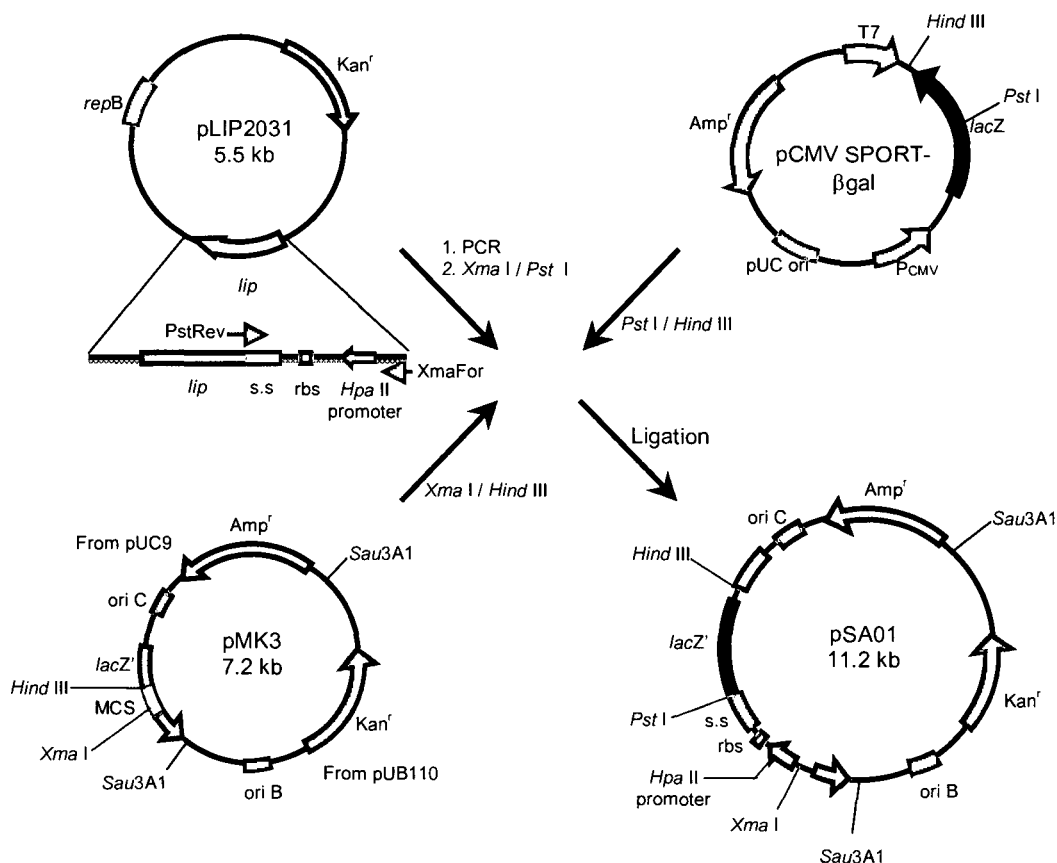 Kanʳ
repB
pLIP2031
5.5 kb
lip
PstRev
XmaFor
lip
s.s
rbs
Hpa II
promoter
1. PCR
2. Xma I / Pst I
T7
Hind III
Pst I
lacZ
Ampʳ
pCMV SPORT-
βgal
pUC ori
PCMV
Pst I / Hind III
Xma I / Hind III
Ligation
Ampʳ
From pUC9
Sau3A1
ori C
pMK3
7.2 kb
lacZ'
Hind III
MCS
Xma I
Sau3A1
ori B
Kanʳ
From pUB110
Ampʳ
ori C
Sau3A1
Hind III
lacZ'
pSA01
11.2 kb
Pst I
s.s
rbs
Kanʳ
Hpa II
promoter
Xma I
ori B
Sau3A1